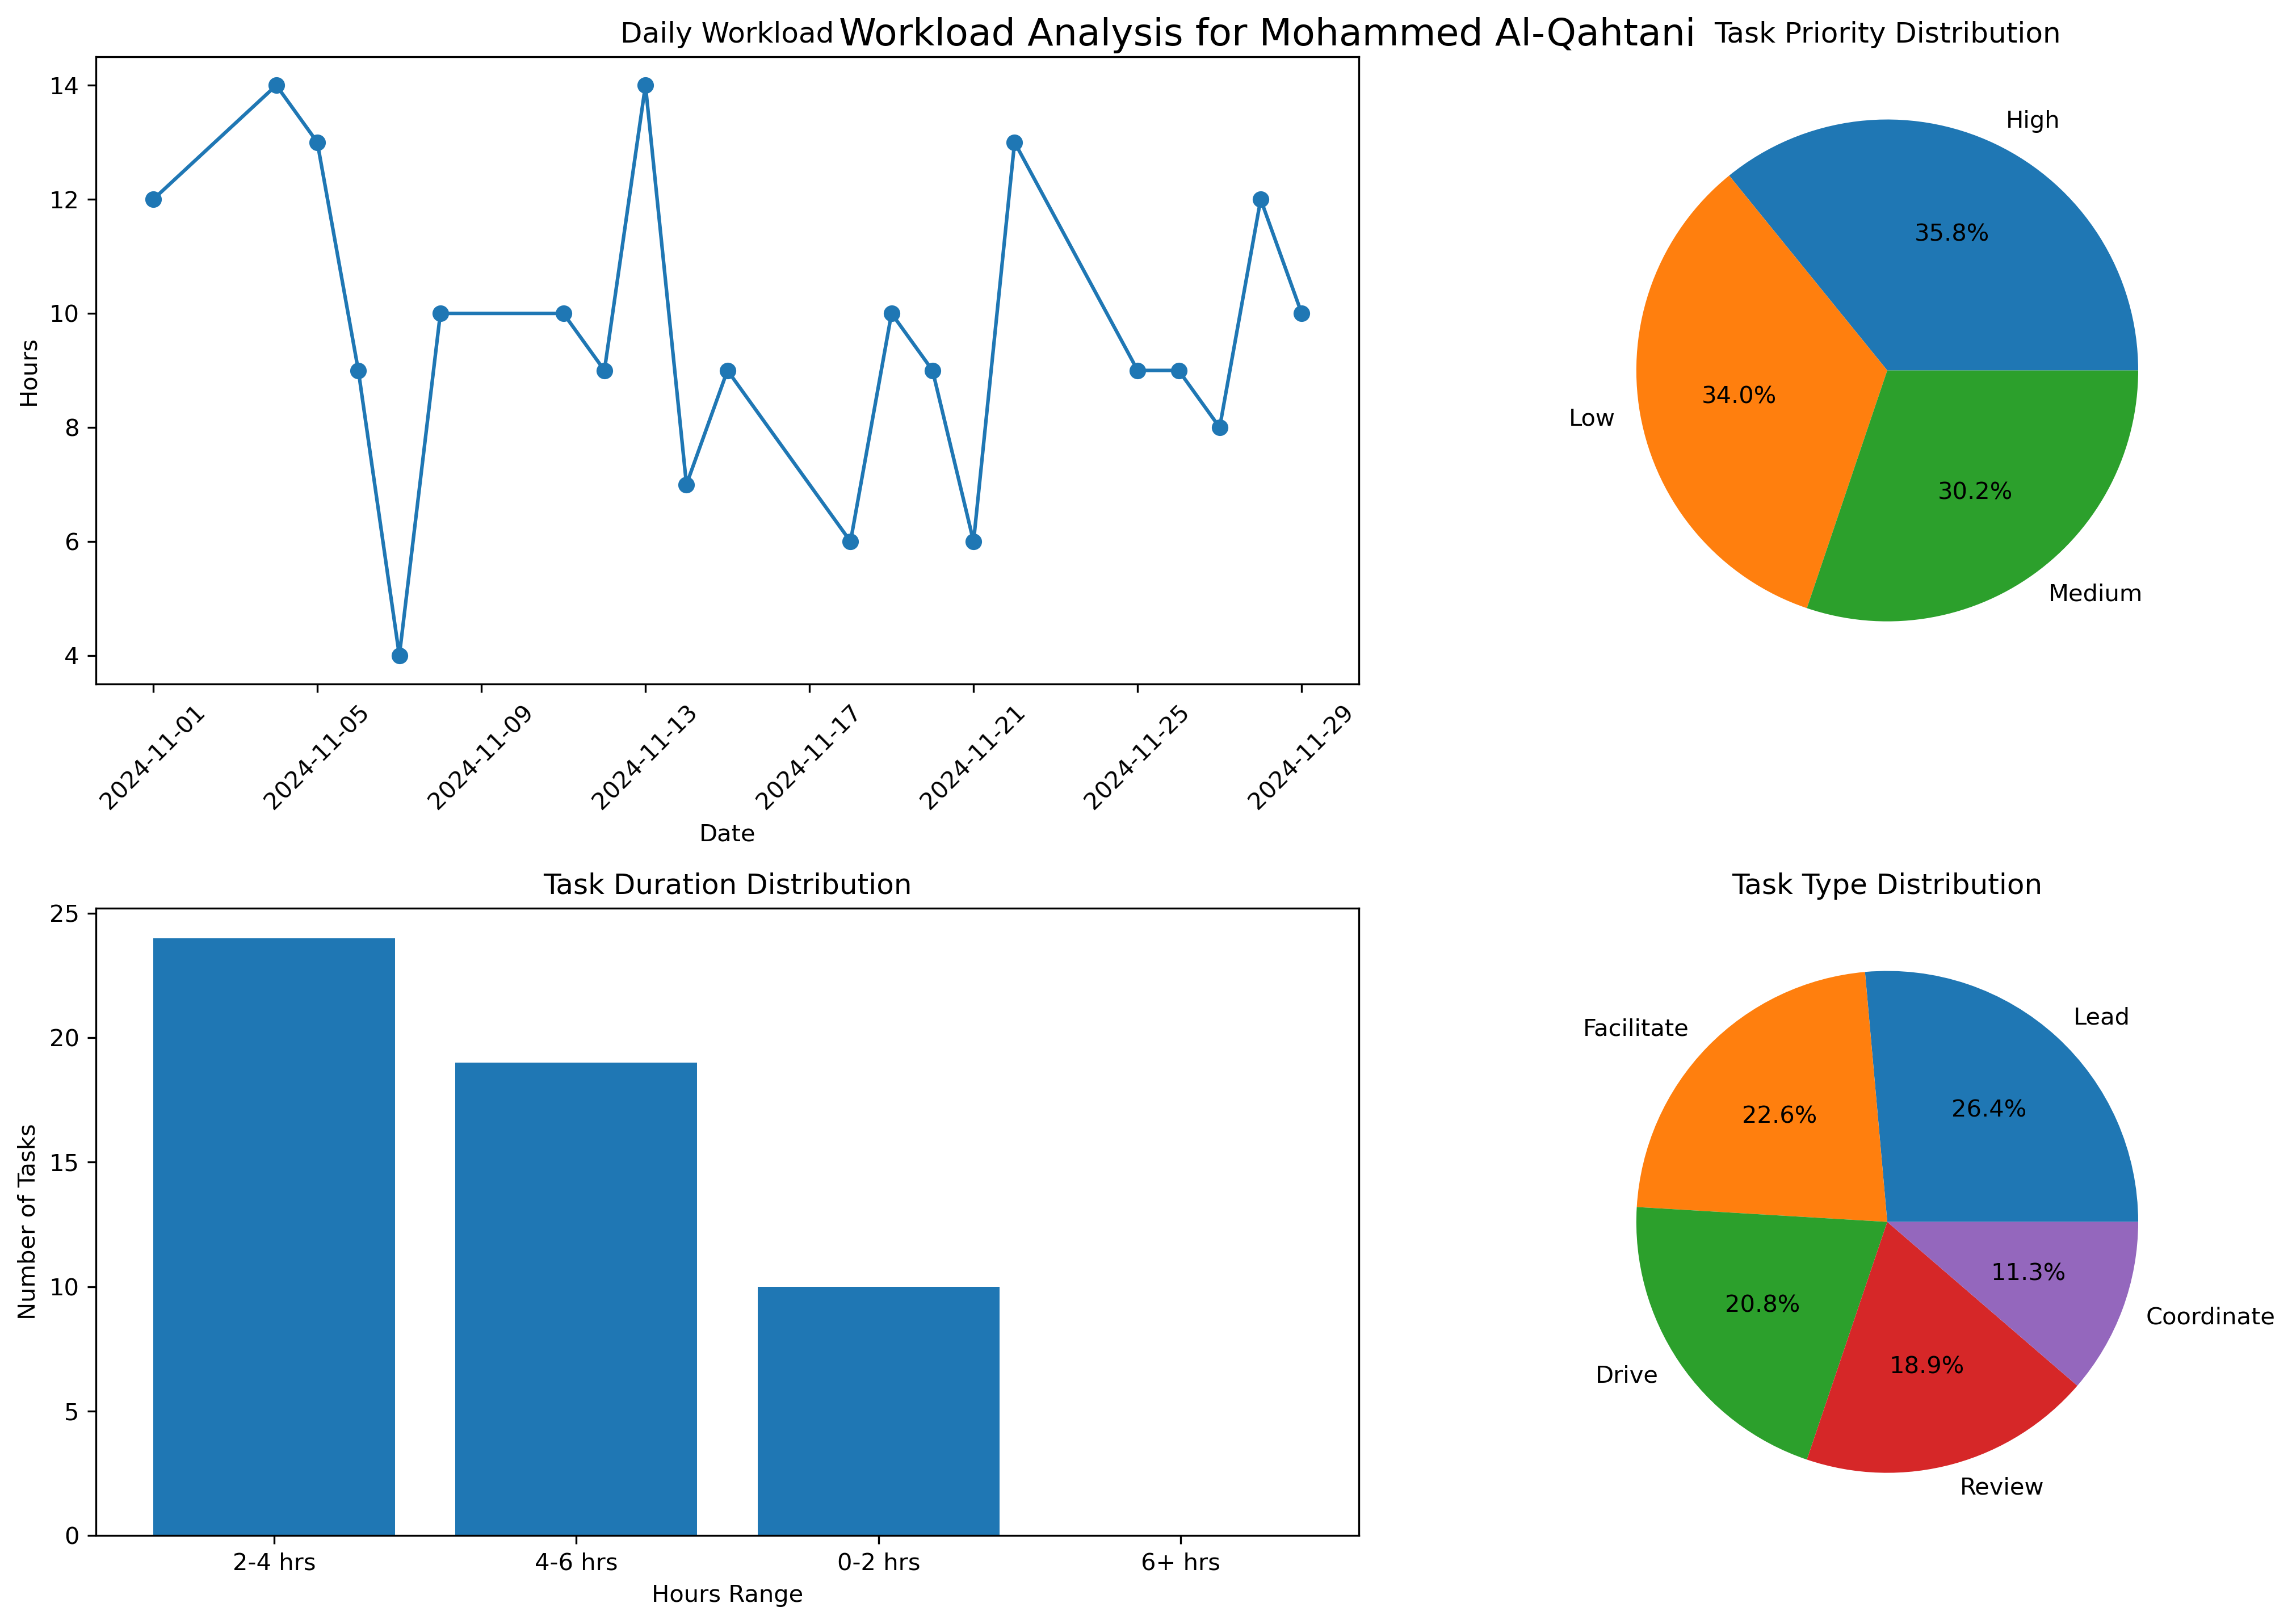 Workload Analysis for Mohammed Al-Qahtani
Daily Workload
14
12
10
8
6
4
Hours
2024-11-01
2024-11-05
2024-11-09
2024-11-13
2024-11-17
2024-11-21
2024-11-25
2024-11-29
Date
Task Priority Distribution
High
35.8%
Low
34.0%
30.2%
Medium
Task Duration Distribution
25
20
15
10
5
0
Number of Tasks
2-4 hrs
4-6 hrs
0-2 hrs
6+ hrs
Hours Range
Task Type Distribution
Lead
26.4%
Facilitate
22.6%
Drive
20.8%
Review
18.9%
Coordinate
11.3%